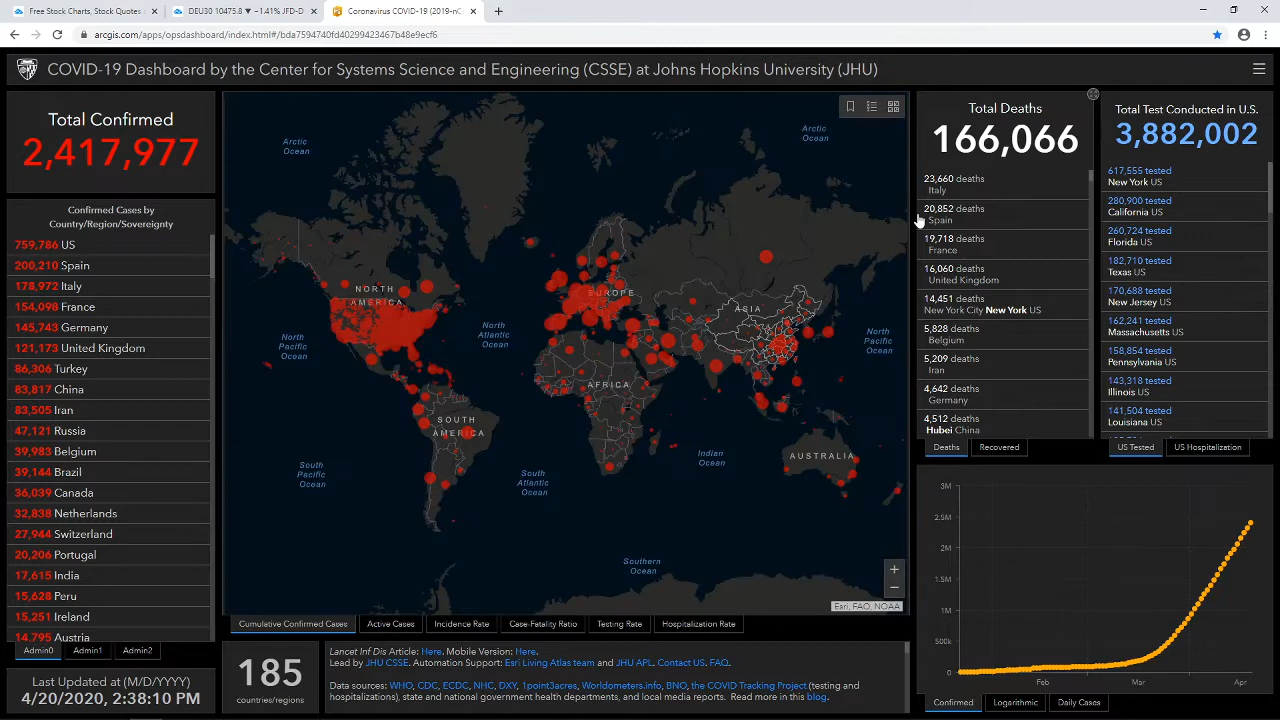 Free Stock Charts, Stock Quotes
DEU30 10475.8 ▼ −1.41% JFD-D
Coronavirus COVID-19 (2019-nC
arcgis.com/apps/opsdashboard/index.html#/bda7594740fd40299423467b48e9ecf6
COVID-19 Dashboard by the Center for Systems Science and Engineering (CSSE) at Johns Hopkins University (JHU)
Total Confirmed
2,417,977
Confirmed Cases by
Country/Region/Sovereignty
759,786 US
200,210 Spain
178,972 Italy
154,098 France
145,743 Germany
121,173 United Kingdom
86,306 Turkey
83,817 China
83,505 Iran
47,121 Russia
39,983 Belgium
39,144 Brazil
36,039 Canada
32,838 Netherlands
27,944 Switzerland
20,206 Portugal
17,615 India
15,628 Peru
15,251 Ireland
14,795 Austria
Admin0
Admin1
Admin2
Last Updated at (M/D/YYYY)
4/20/2020, 2:38:10 PM
Arctic
Ocean
Arctic
Ocean
NORTH
AMERICA
EUROPE
ASIA
North
Pacific
Ocean
North
Atlantic
Ocean
North
Pacific
Ocean
AFRICA
SOUTH
AMERICA
AUSTRALIA
Indian
Ocean
South
Pacific
Ocean
South
Atlantic
Ocean
Southern
Ocean
+
−
Esri, FAO, NOAA
Cumulative Confirmed Cases
Active Cases
Incidence Rate
Case-Fatality Ratio
Testing Rate
Hospitalization Rate
185
countries/regions
Lancet Inf Dis Article: Here. Mobile Version: Here.
Lead by JHU CSSE. Automation Support: Esri Living Atlas team and JHU APL. Contact US. FAQ.
Data sources: WHO, CDC, ECDC, NHC, DXY, 1point3acres, Worldometers.info, BNO, the COVID Tracking Project (testing and
hospitalizations), state and national government health departments, and local media reports. Read more in this blog.
Total Deaths
166,066
23,660 deaths
Italy
20,852 deaths
Spain
19,718 deaths
France
16,060 deaths
United Kingdom
14,451 deaths
New York City New York US
5,828 deaths
Belgium
5,209 deaths
Iran
4,642 deaths
Germany
4,512 deaths
Hubei China
Deaths
Recovered
Total Test Conducted in U.S.
3,882,002
617,555 tested
New York US
280,900 tested
California US
260,724 tested
Florida US
182,710 tested
Texas US
170,688 tested
New Jersey US
162,241 tested
Massachusetts US
158,854 tested
Pennsylvania US
143,318 tested
Illinois US
141,504 tested
Louisiana US
US Tested
US Hospitalization
3M
2.5M
2M
1.5M
1M
500k
0
Feb
Mar
Apr
Confirmed
Logarithmic
Daily Cases